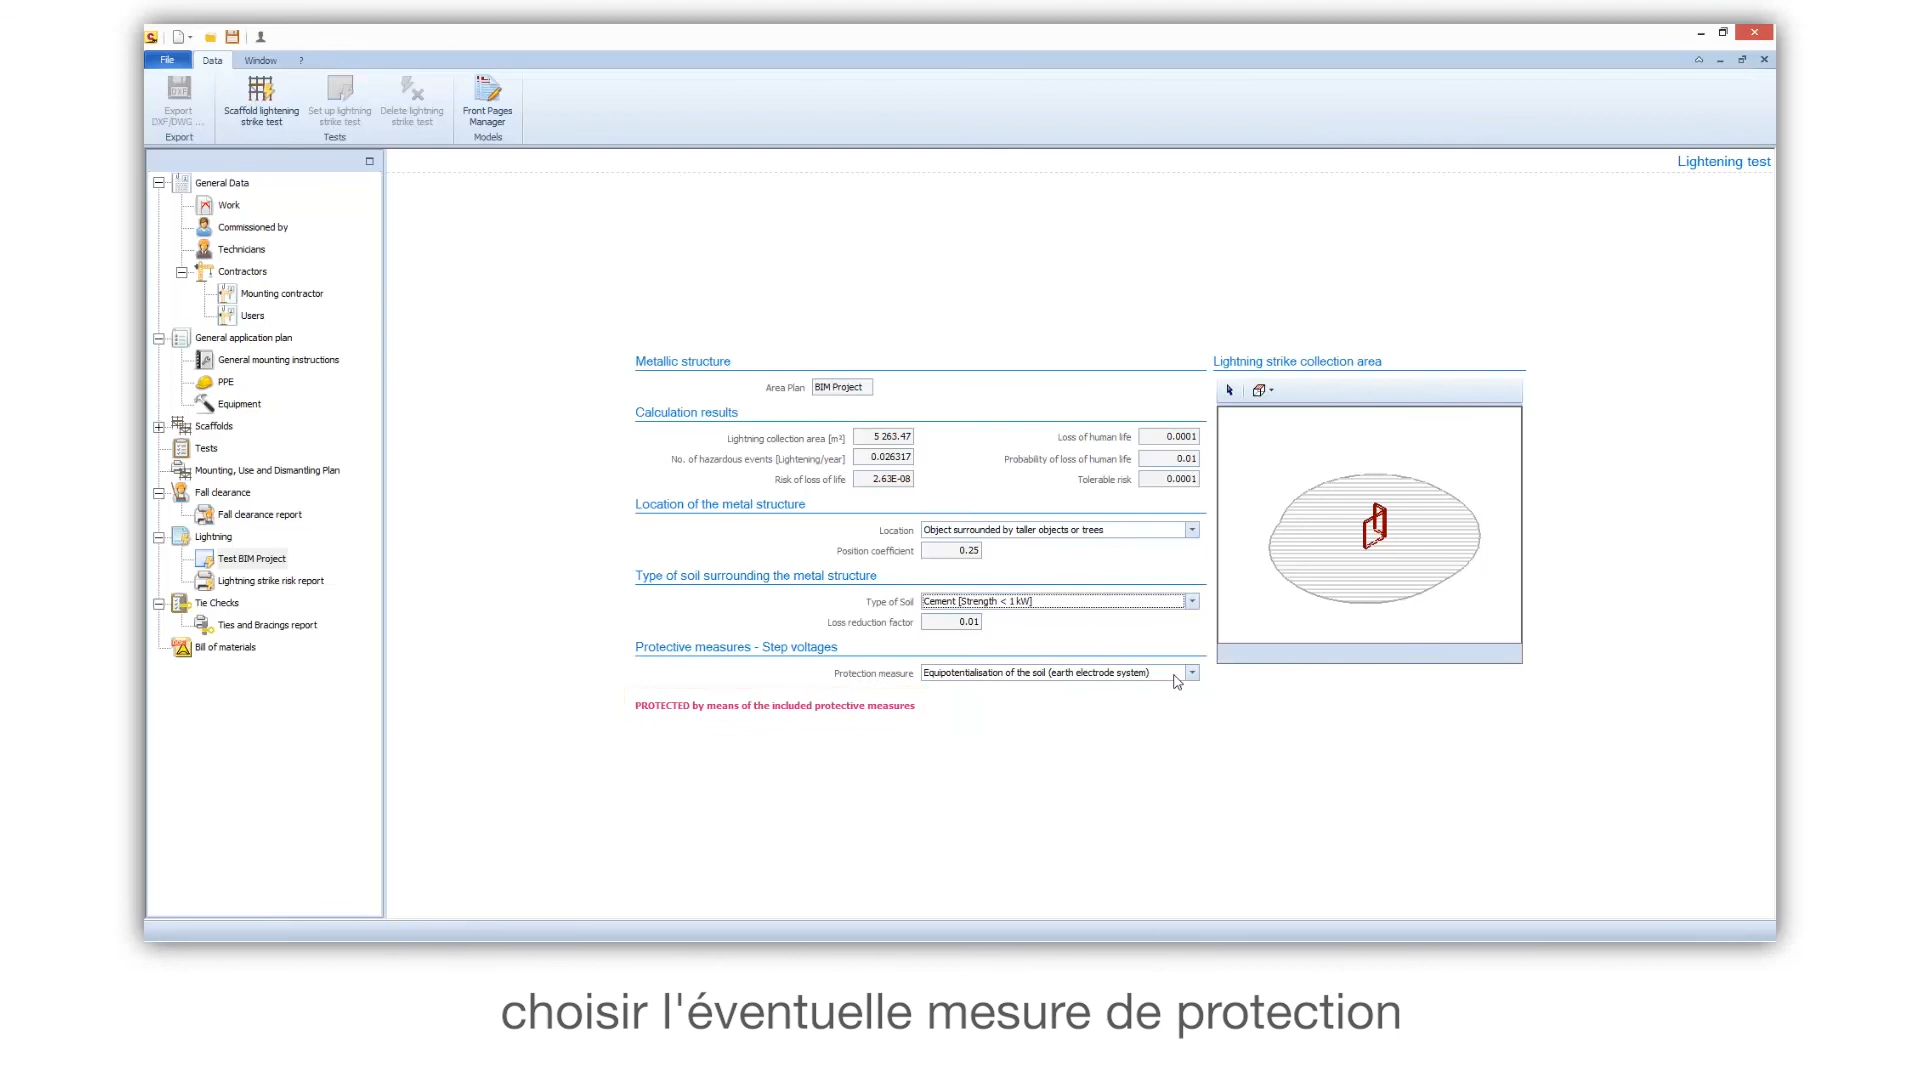 File Data Window ?
Export
DXF/DWG ...
Scaffold lightening
strike test
Set up lightning
strike test
Delete lightning
strike test
Front Pages
Manager
Export Tests Models
Lightening test
General Data
Work
Commissioned by
Technicians
Contractors
Mounting contractor
Users
General application plan
General mounting instructions
PPE
Equipment
Scaffolds
Tests
Mounting, Use and Dismantling Plan
Fall clearance
Fall clearance report
Lightning
Test BIM Project
Lightning strike risk report
Tie Checks
Ties and Bracings report
Bill of materials
Metallic structure
Area Plan BIM Project
Calculation results
Lightning collection area [m²] 5 263.47 Loss of human life 0.0001
No. of hazardous events [Lightening/year] 0.026317 Probability of loss of human life 0.01
Risk of loss of life 2.63E-08 Tolerable risk 0.0001
Location of the metal structure
Location Object surrounded by taller objects or trees
Position coefficient 0.25
Type of soil surrounding the metal structure
Type of Soil Cement [Strength < 1 kW]
Loss reduction factor 0.01
Protective measures - Step voltages
Protection measure Equipotentialisation of the soil (earth electrode system)
PROTECTED by means of the included protective measures
Lightning strike collection area
choisir l'éventuelle mesure de protection